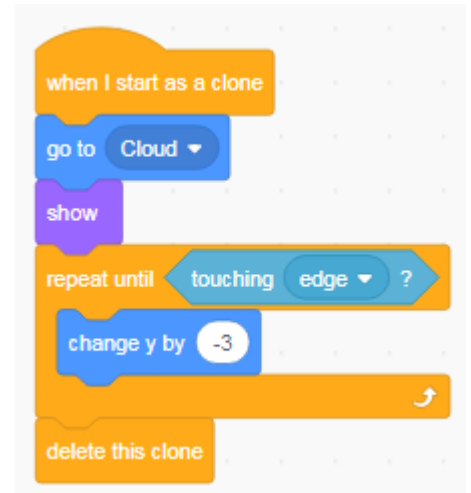 when I start as a clone
go to Cloud
show
repeat until touching edge ?
change y by -3
delete this clone